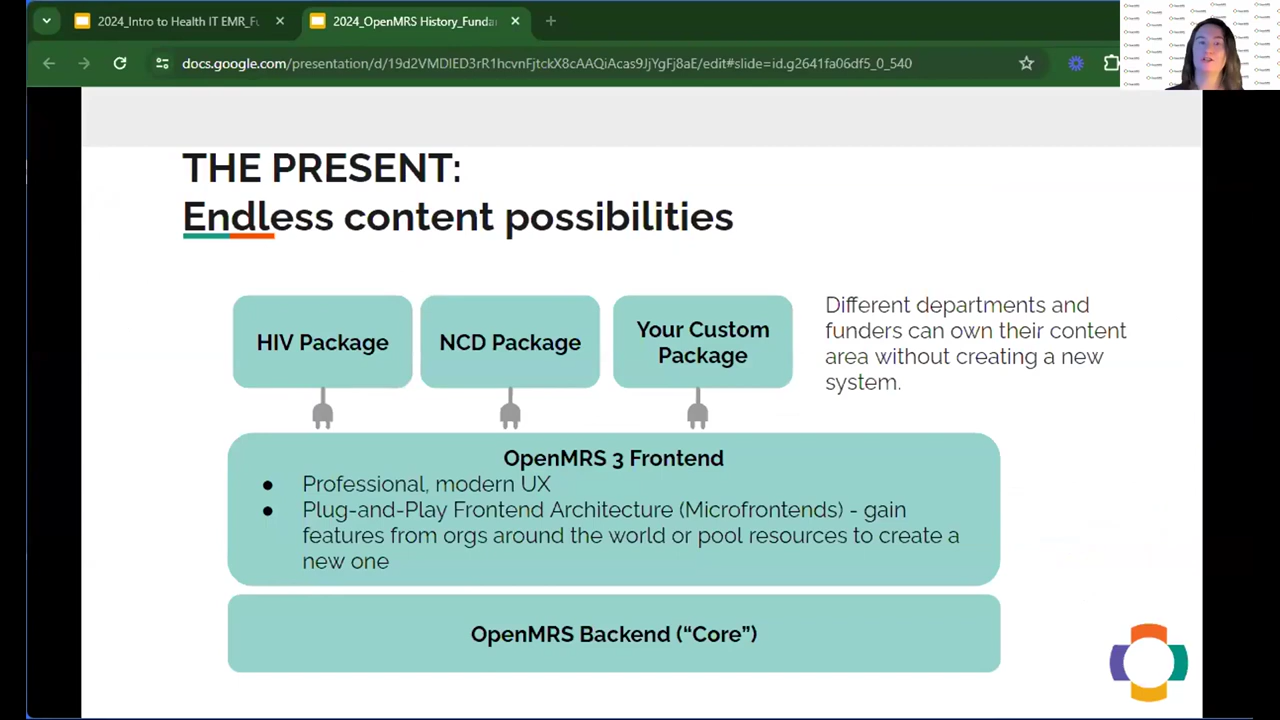 2024_Intro to Health IT EMR_Fu
2024_OpenMRS History_Funda
docs.google.com/presentation/d/19d2VMDlED3rR1hovnFjtckX8cAAQiAcas9JjYgFj8aE/edit#slide=id.g2641fa06df5_0_540
THE PRESENT:
Endless content possibilities
HIV Package
NCD Package
Your Custom
Package
Different departments and
funders can own their content
area without creating a new
system.
OpenMRS 3 Frontend
● Professional, modern UX
● Plug-and-Play Frontend Architecture (Microfrontends) - gain
features from orgs around the world or pool resources to create a
new one
OpenMRS Backend (“Core”)